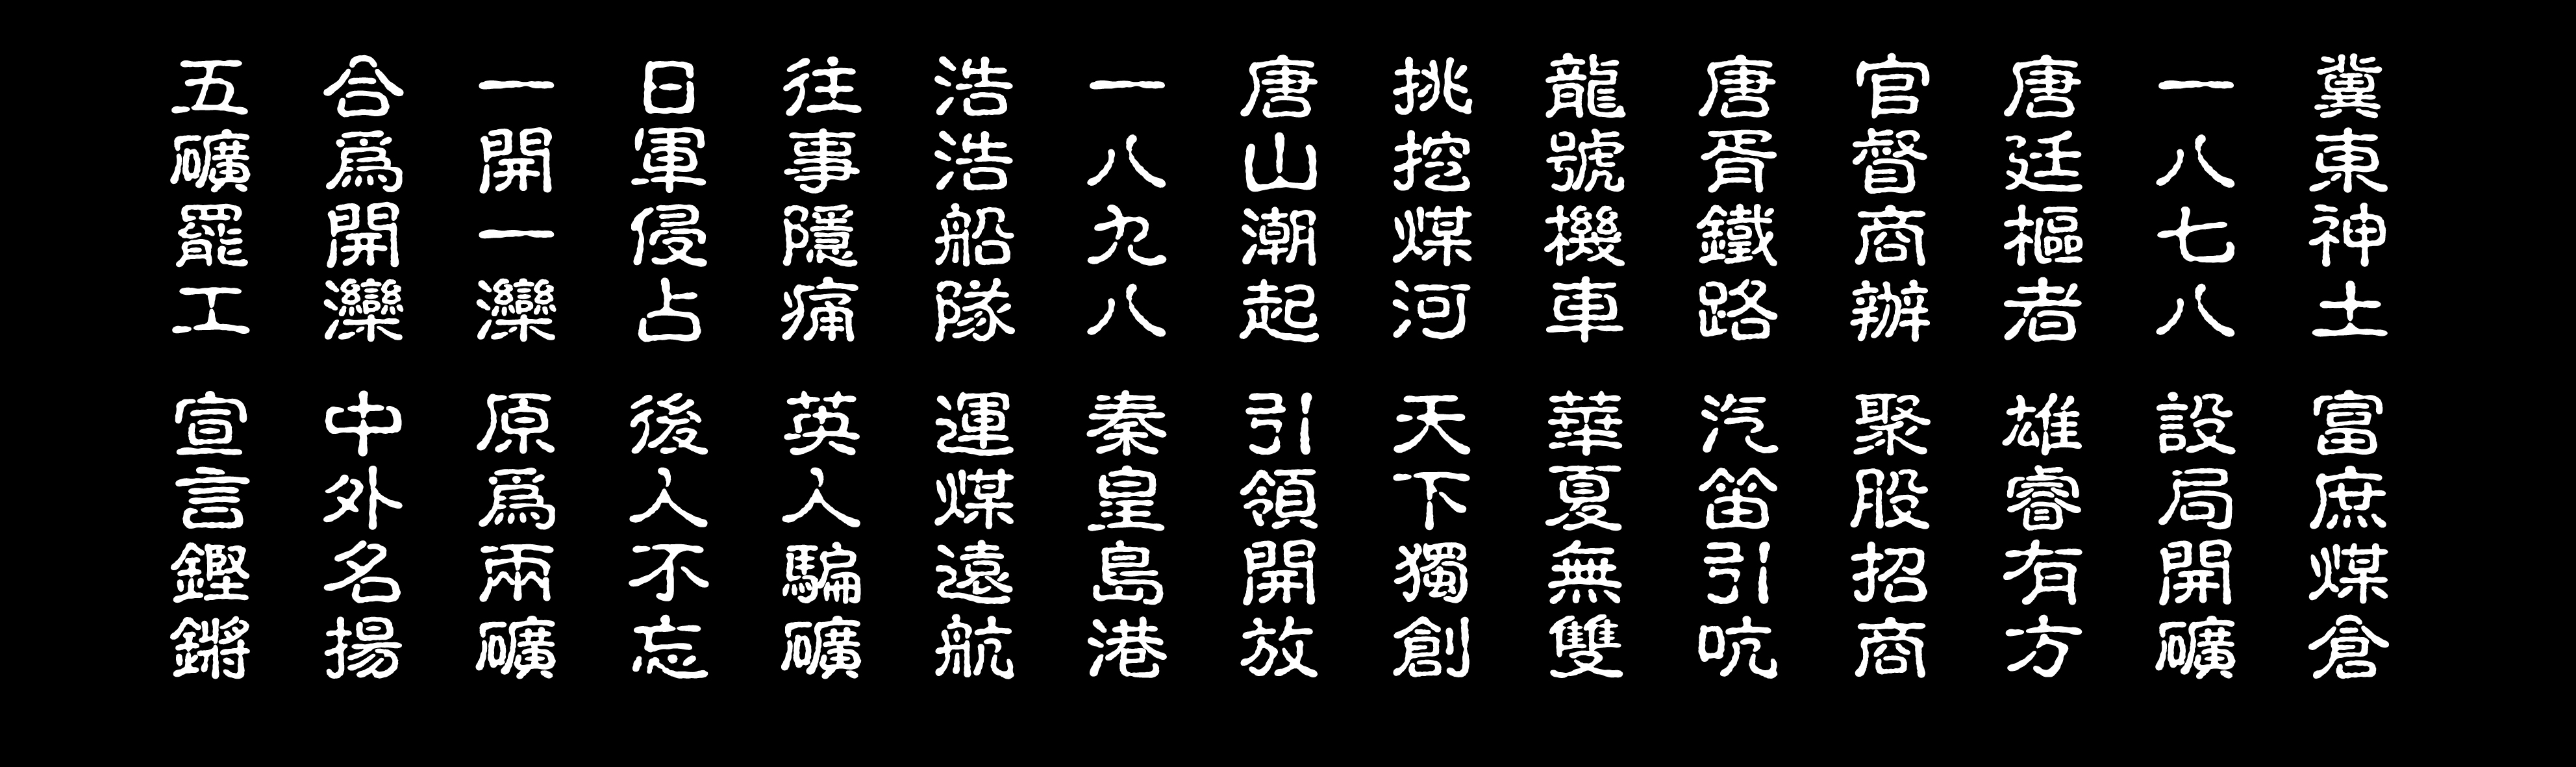 冀東神土 富庶煤倉
一八七八 設局開礦
唐廷樞者 雄睿有方
官督商辦 聚股招商
唐胥鐵路 汽笛引吭
龍號機車 華夏無雙
挑挖煤河 天下獨創
唐山潮起 引領開放
一八九八 秦皇島港
浩浩船隊 運煤遠航
往事隱痛 英人騙礦
日軍侵占 後人不忘
一開一灤 原爲兩礦
合爲開灤 中外名揚
五礦罷工 宣言鏗鏘